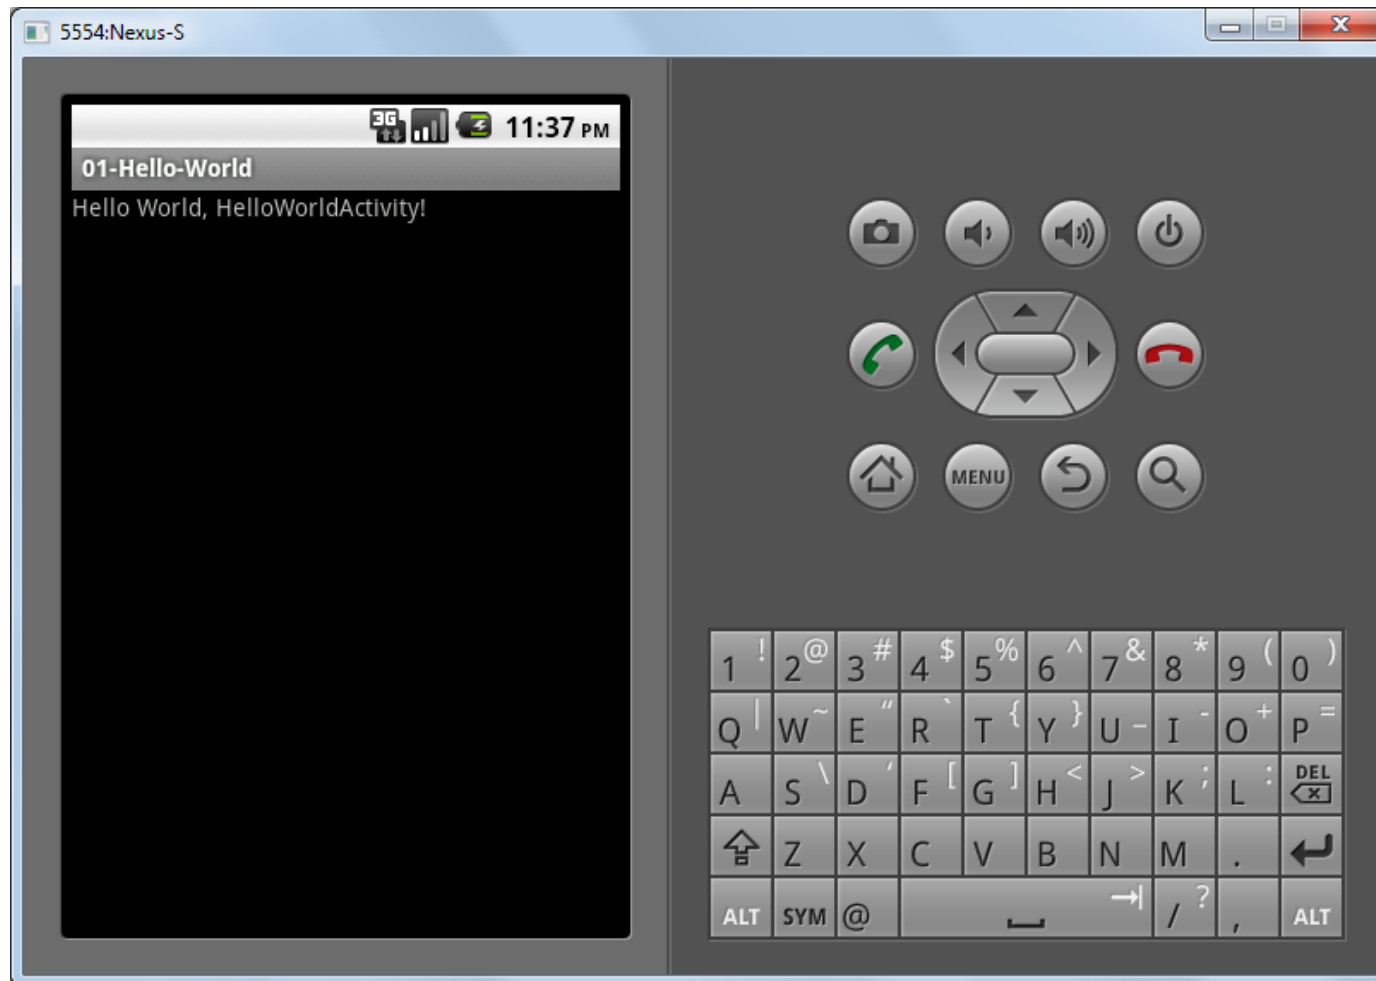 5554:Nexus-S
3G 11:37 PM
01-Hello-World
Hello World, HelloWorldActivity!
MENU
1 ! 2 @ 3 # 4 $ 5 % 6 ^ 7 & 8 * 9 ( 0 )
Q | W ~ E " R ` T { Y } U _ I - O + P =
A S \ D ' F [ G ] H < J > K ; L : DEL
Z X C V B N M .
ALT SYM @ / ? , ALT